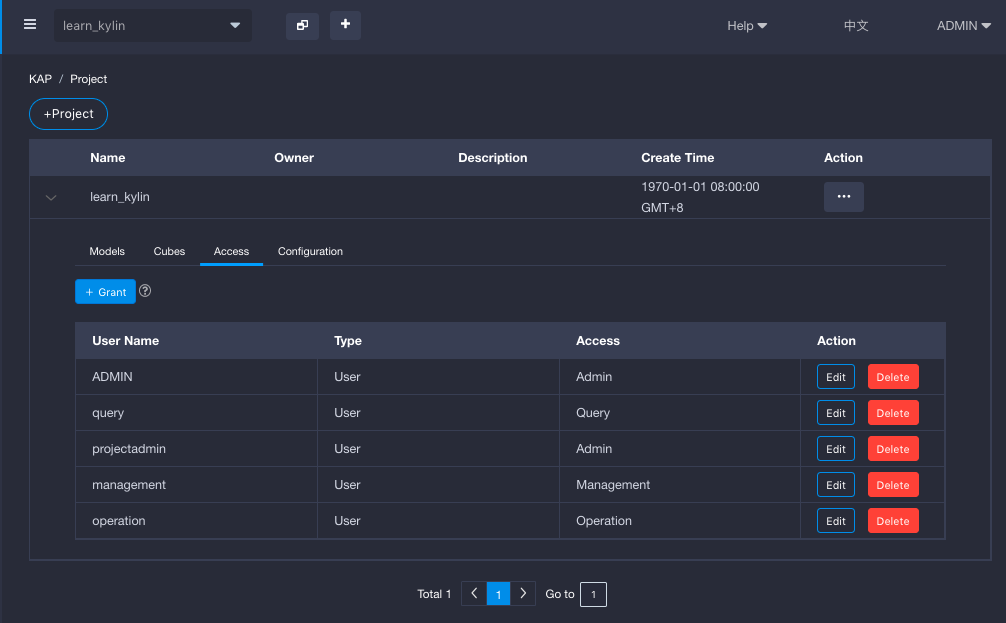 learn_kylin
+
Help
中文
ADMIN
KAP / Project
+Project
Name Owner Description Create Time Action
learn_kylin 1970-01-01 08:00:00 ...
GMT+8
Models Cubes Access Configuration
+ Grant ?
User Name Type Access Action
ADMIN User Admin Edit Delete
query User Query Edit Delete
projectadmin User Admin Edit Delete
management User Management Edit Delete
operation User Operation Edit Delete
Total 1 < 1 > Go to 1